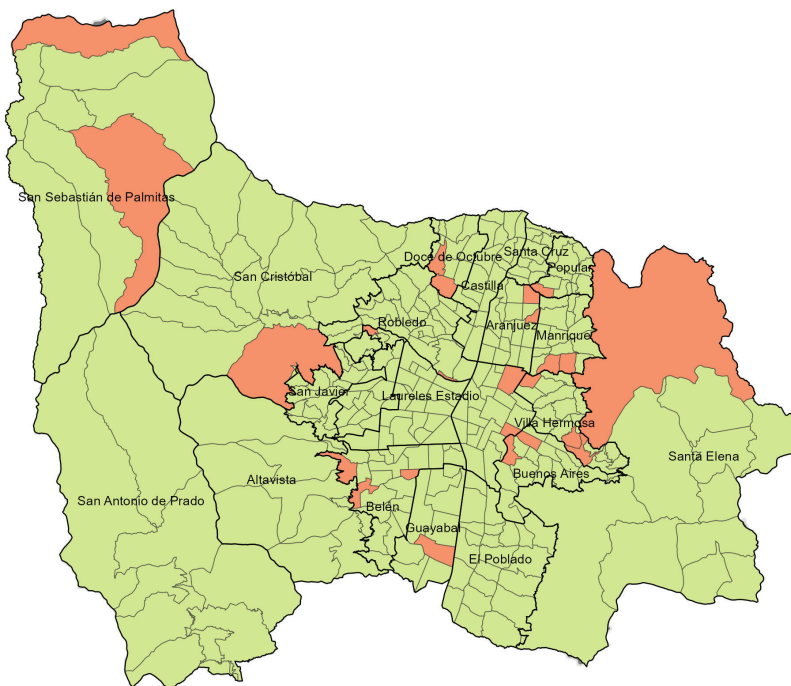 San Sebastián de Palmitas
Doce de Octubre
Santa Cruz
Popular
San Cristóbal
Castilla
Robledo
Aranjuez
Manrique
San Javier
Laureles Estadio
Villa Hermosa
Santa Elena
Buenos Aires
Altavista
San Antonio de Prado
Belén
Guayabal
El Poblado